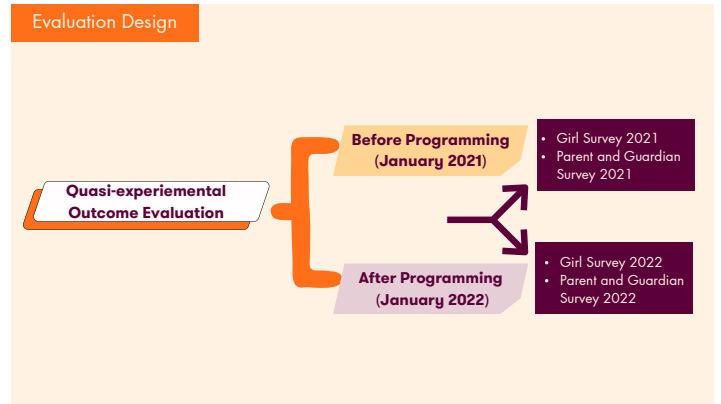 Evaluation Design
Quasi-experiemental
Outcome Evaluation
Before Programming
(January 2021)
• Girl Survey 2021
• Parent and Guardian
Survey 2021
After Programming
(January 2022)
• Girl Survey 2022
• Parent and Guardian
Survey 2022